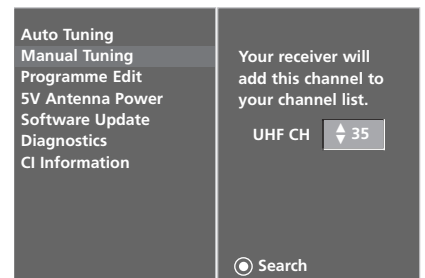 Auto Tuning
Manual Tuning
Programme Edit
5V Antenna Power
Software Update
Diagnostics
CI Information
Your receiver will
add this channel to
your channel list.
UHF CH 35
Search